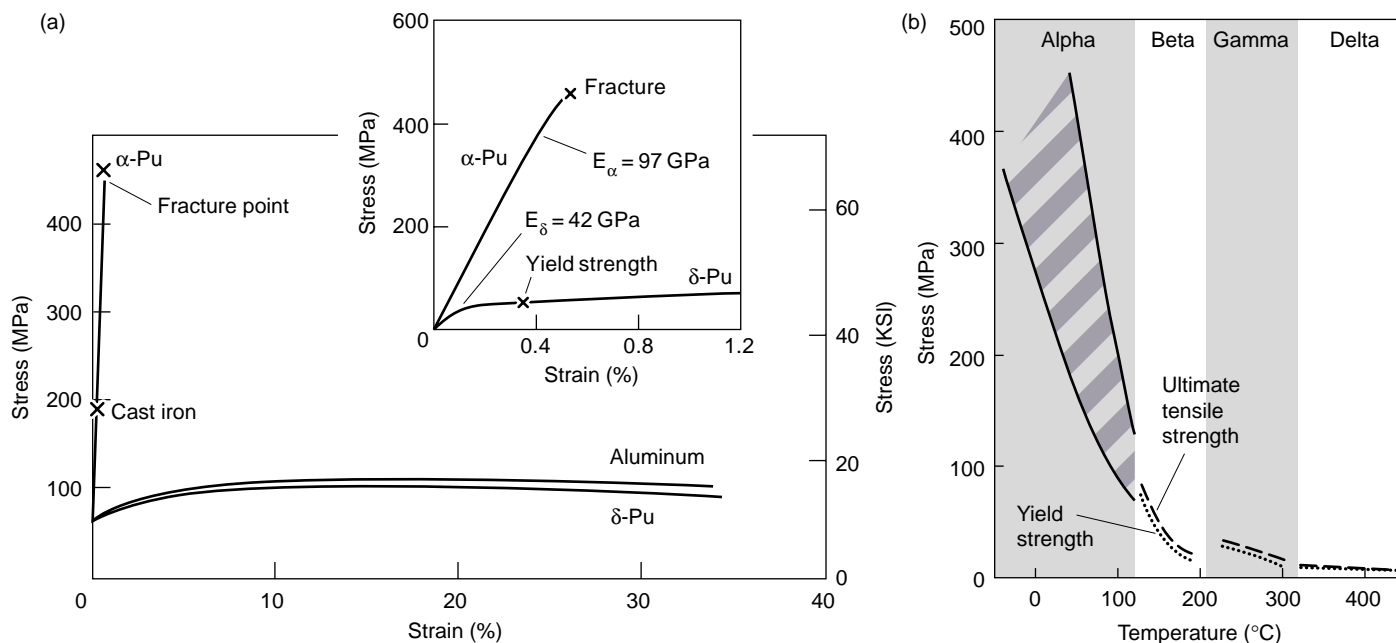 (a)
600
400
200
0
Stress (MPa)
0.4
0.8
1.2
Strain (%)
Fracture
α-Pu
Eα = 97 GPa
Eδ = 42 GPa
Yield strength
δ-Pu
α-Pu
Fracture point
Cast iron
Aluminum
δ-Pu
400
300
200
100
Stress (MPa)
0
10
20
30
40
Strain (%)
60
40
20
0
Stress (KSI)
(b)
500
400
300
200
100
0
Stress (MPa)
Alpha
Beta
Gamma
Delta
Ultimate
tensile
strength
Yield
strength
0
100
200
300
400
Temperature (°C)